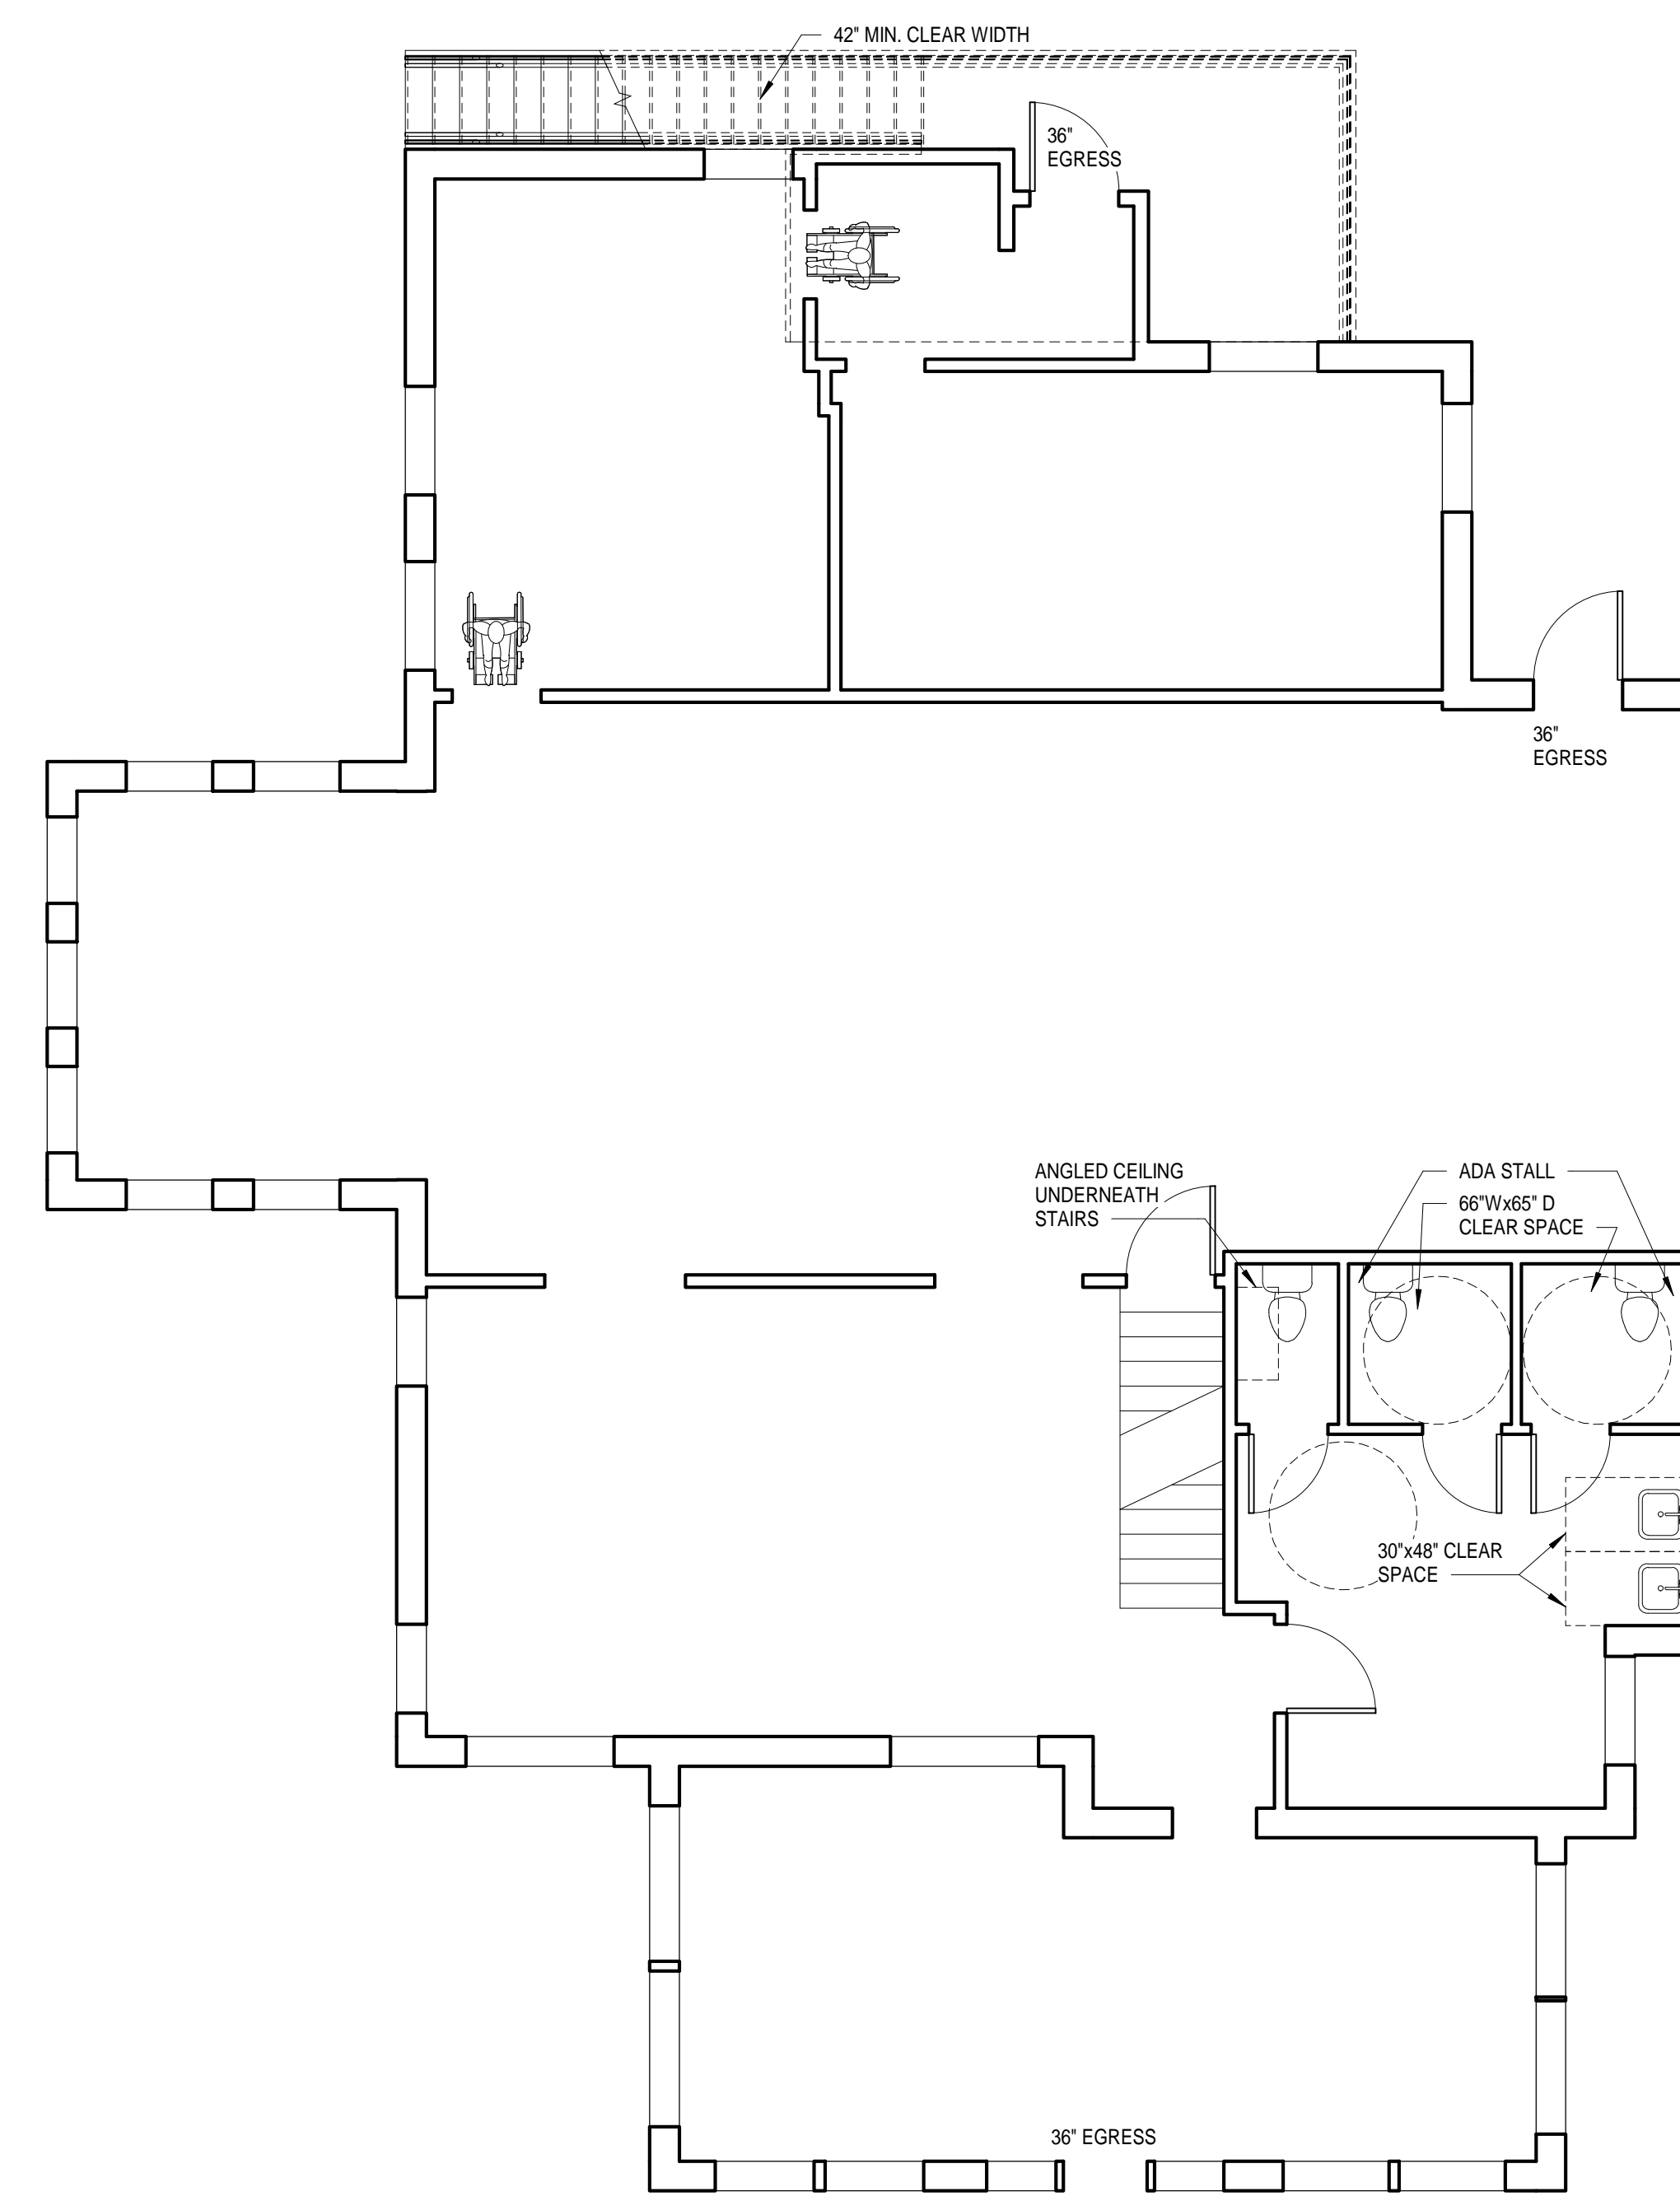 42" MIN. CLEAR WIDTH
36"
EGRESS
36"
EGRESS
ANGLED CEILING
UNDERNEATH
STAIRS
ADA STALL
66"Wx65" D
CLEAR SPACE
30"x48" CLEAR
SPACE
36" EGRESS